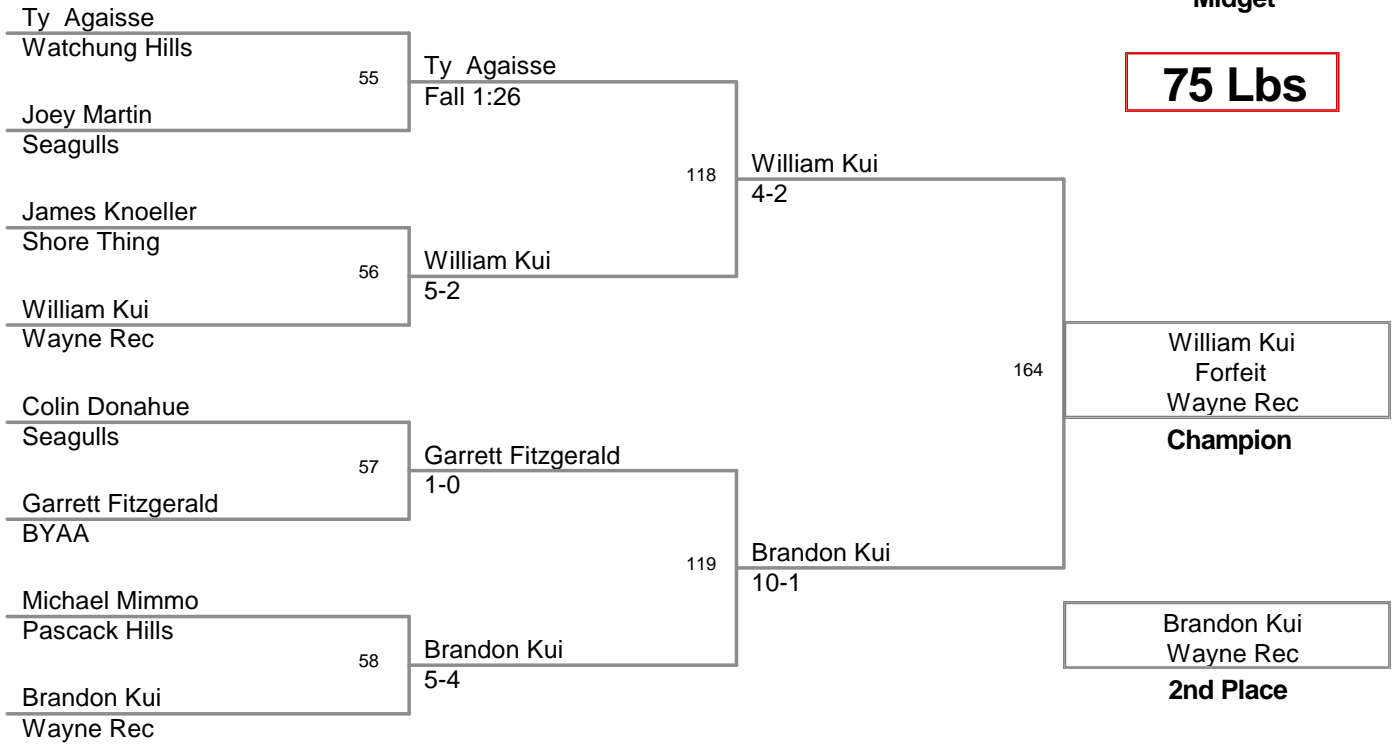 Midget
75 Lbs
Ty Agaisse
Watchung Hills
55
Joey Martin
Seagulls
Ty Agaisse
Fall 1:26
James Knoeller
Shore Thing
56
William Kui
Wayne Rec
William Kui
5-2
118
William Kui
4-2
Colin Donahue
Seagulls
57
Garrett Fitzgerald
BYAA
Garrett Fitzgerald
1-0
Michael Mimmo
Pascack Hills
58
Brandon Kui
Wayne Rec
Brandon Kui
5-4
119
Brandon Kui
10-1
164
William Kui
Forfeit
Wayne Rec
Champion
Brandon Kui
Wayne Rec
2nd Place